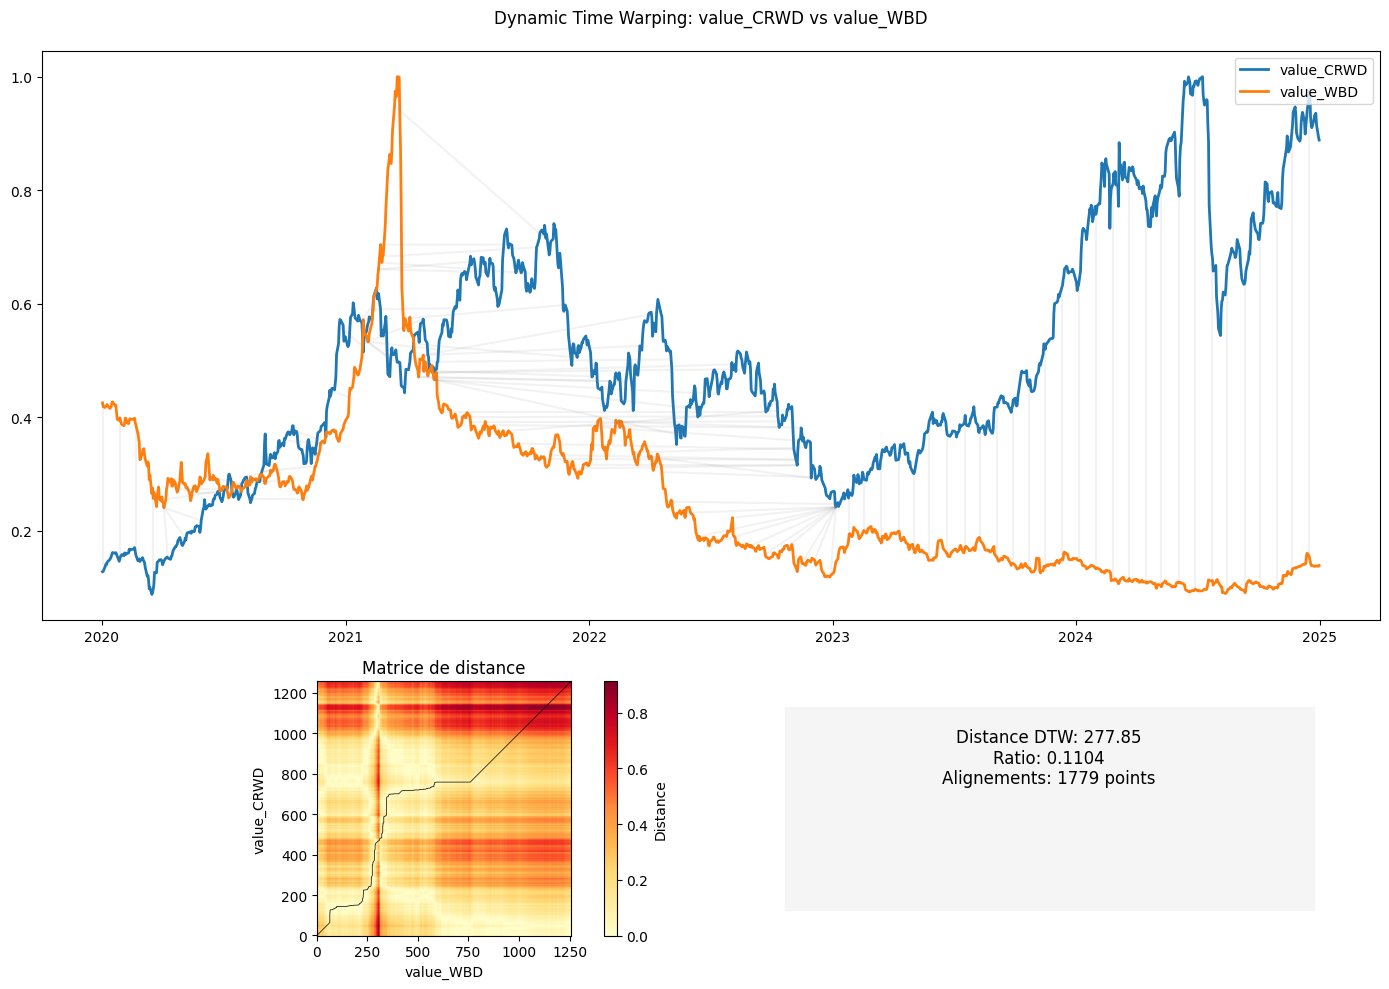 Dynamic Time Warping: value_CRWD vs value_WBD
1.0
0.8
0.6
0.4
0.2
value_CRWD
value_WBD
2020 2021 2022 2023 2024 2025
Matrice de distance
1200
1000
800
600
400
200
0
value_CRWD
0 250 500 750 1000 1250
value_WBD
0.8
0.6
0.4
0.2
0.0
Distance
Distance DTW: 277.85
Ratio: 0.1104
Alignements: 1779 points